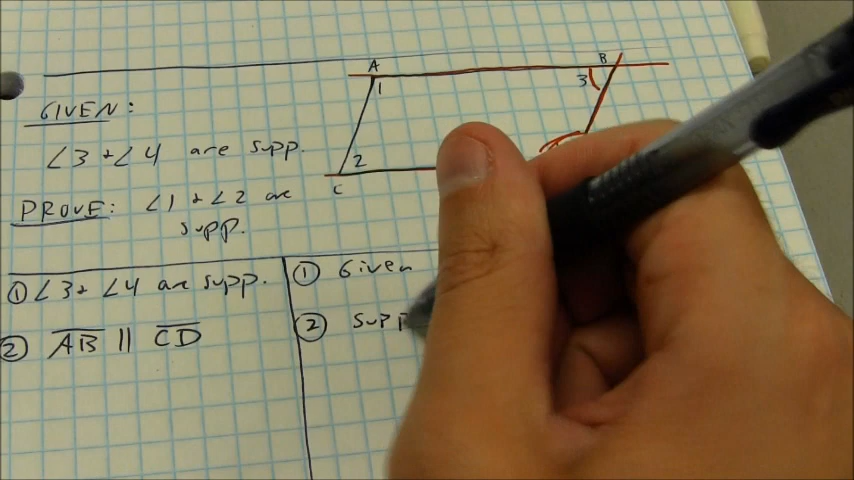 A
B
1
3
GIVEN:
∠3 + ∠4 are supp.
2
C
PROVE: ∠1 + ∠2 are
supp.
① ∠3 + ∠4 are supp.
① Given
② AB || CD
② Supp